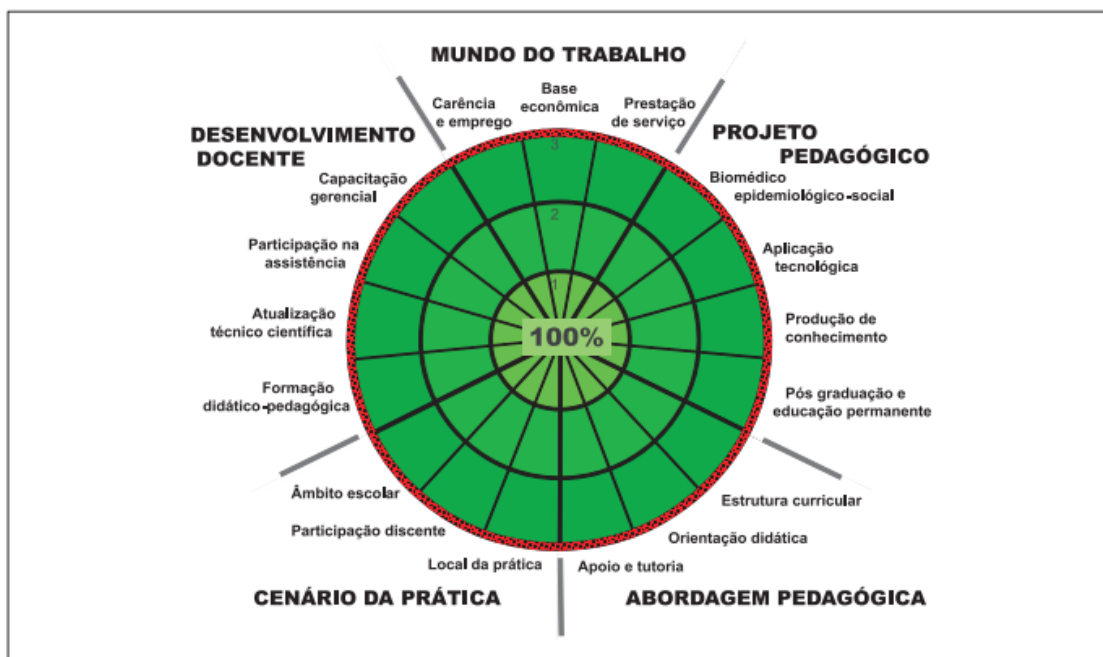 MUNDO DO TRABALHO
Carência
e emprego
Base
econômica
Prestação
de serviço
PROJETO
PEDAGÓGICO
Biomédico
epidemiológico-social
Aplicação
tecnológica
Produção de
conhecimento
Pós graduação e
educação permanente
Estrutura curricular
Orientação didática
Apoio e tutoria
ABORDAGEM PEDAGÓGICA
Local da prática
Participação discente
Âmbito escolar
CENÁRIO DA PRÁTICA
Formação
didático-pedagógica
Atualização
técnico científica
Participação na
assistência
Capacitação
gerencial
DESENVOLVIMENTO
DOCENTE
3
2
1
100%